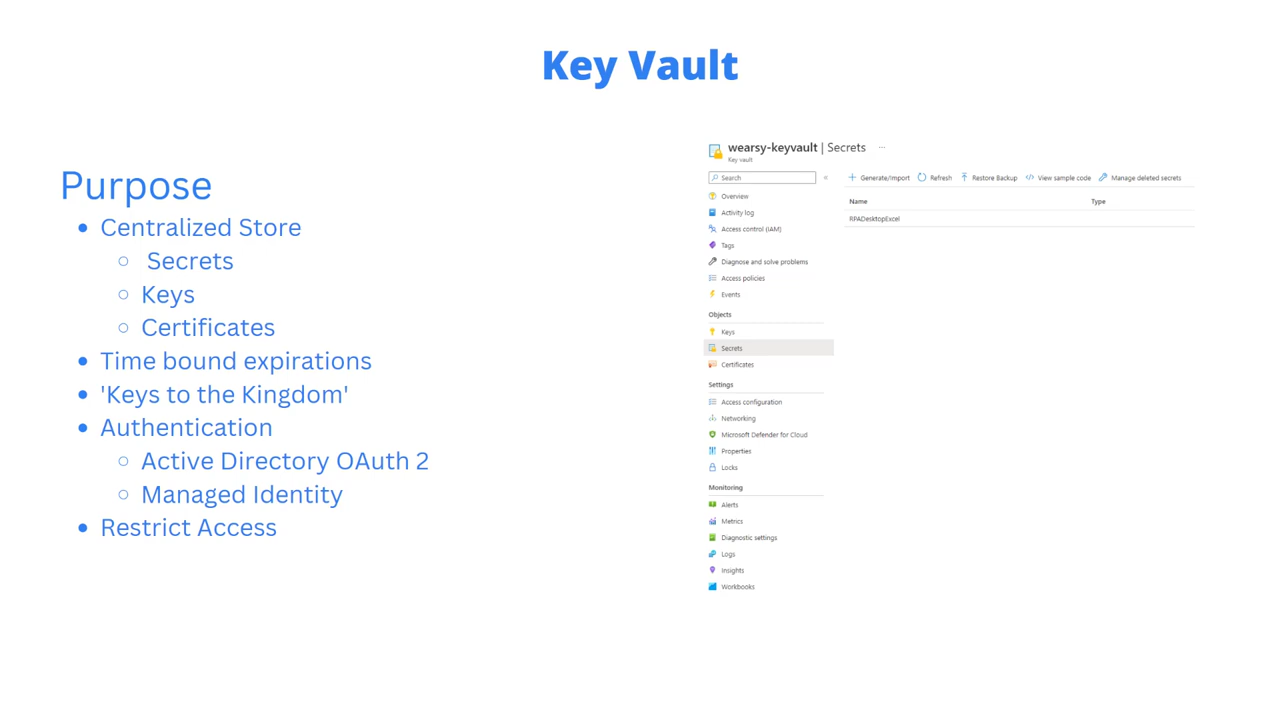 Key Vault
Purpose
Centralized Store
Secrets
Keys
Certificates
Time bound expirations
'Keys to the Kingdom'
Authentication
Active Directory OAuth 2
Managed Identity
Restrict Access
wearsy-keyvault | Secrets ...
Key vault
Search
Generate/Import Refresh Restore Backup View sample code Manage deleted secrets
Overview
Activity log
Access control (IAM)
Tags
Diagnose and solve problems
Access policies
Events
Objects
Keys
Secrets
Certificates
Settings
Access configuration
Networking
Microsoft Defender for Cloud
Properties
Locks
Monitoring
Alerts
Metrics
Diagnostic settings
Logs
Insights
Workbooks
Name Type
RPADesktopExcel